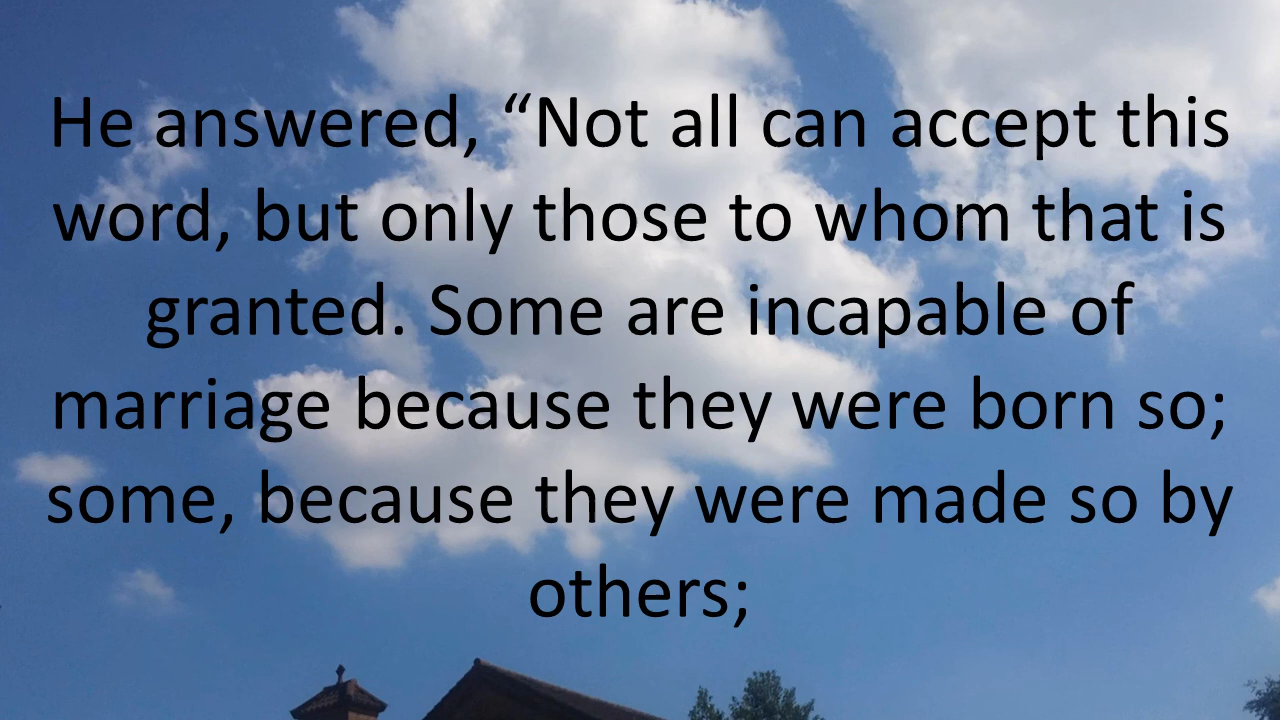 He answered, “Not all can accept this
word, but only those to whom that is
granted. Some are incapable of
marriage because they were born so;
some, because they were made so by
others;